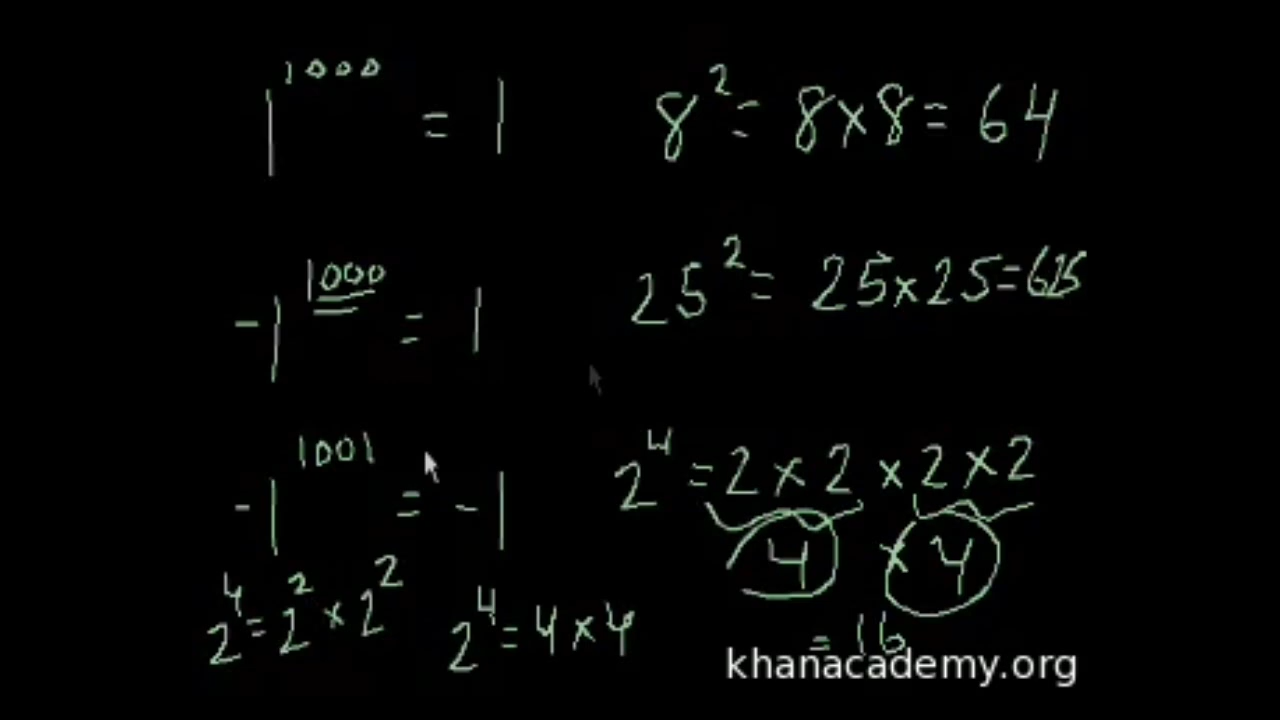 1^1000 = 1
8^2 = 8x8 = 64
-1^1000 = 1
25^2 = 25x25=625
-1^1001 = -1
2^4 = 2 x 2 x 2 x 2
4 x 4
2^4 = 2^2 x 2^2
2^4 = 4 x 4
= 16
khanacademy.org